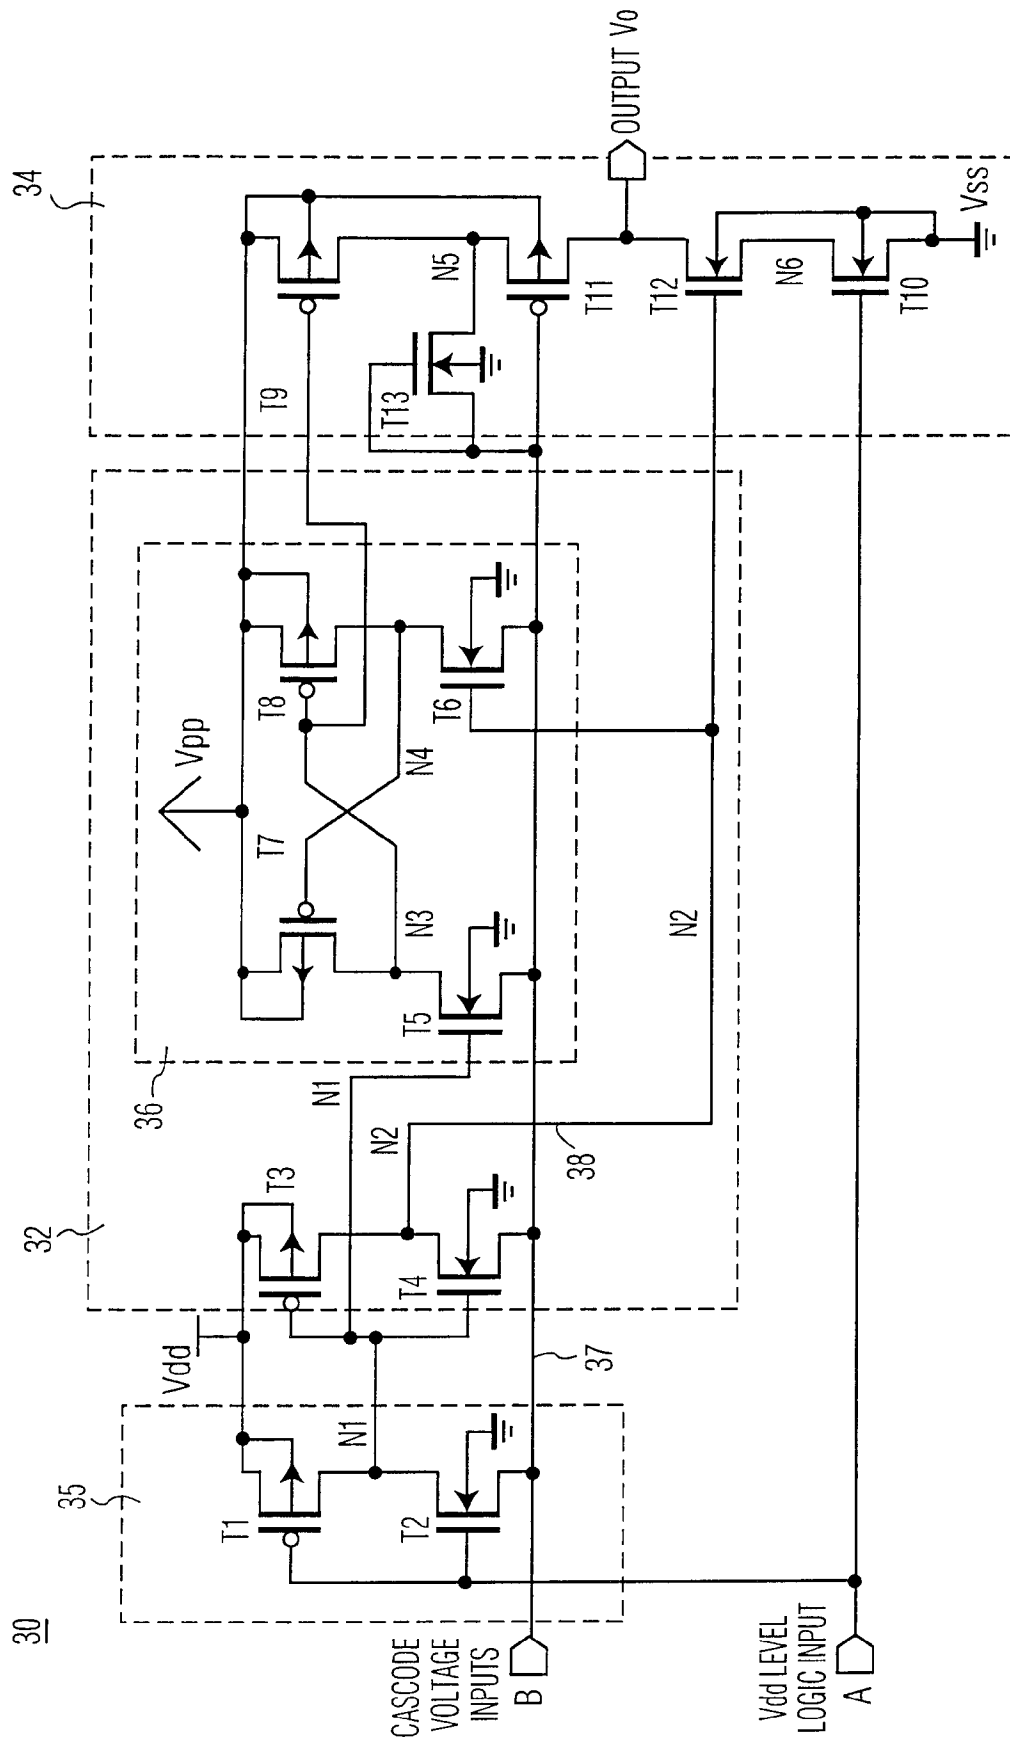 30
35
32
36
34
T1
T2
N1
Vdd
T3
T4
N1
N2
38
37
T5
N3
T7
Vpp
T8
N4
T6
N2
T9
T13
N5
T11
T12
N6
T10
Vss
OUTPUT Vo
CASCODE
VOLTAGE
INPUTS
B
Vdd LEVEL
LOGIC INPUT
A